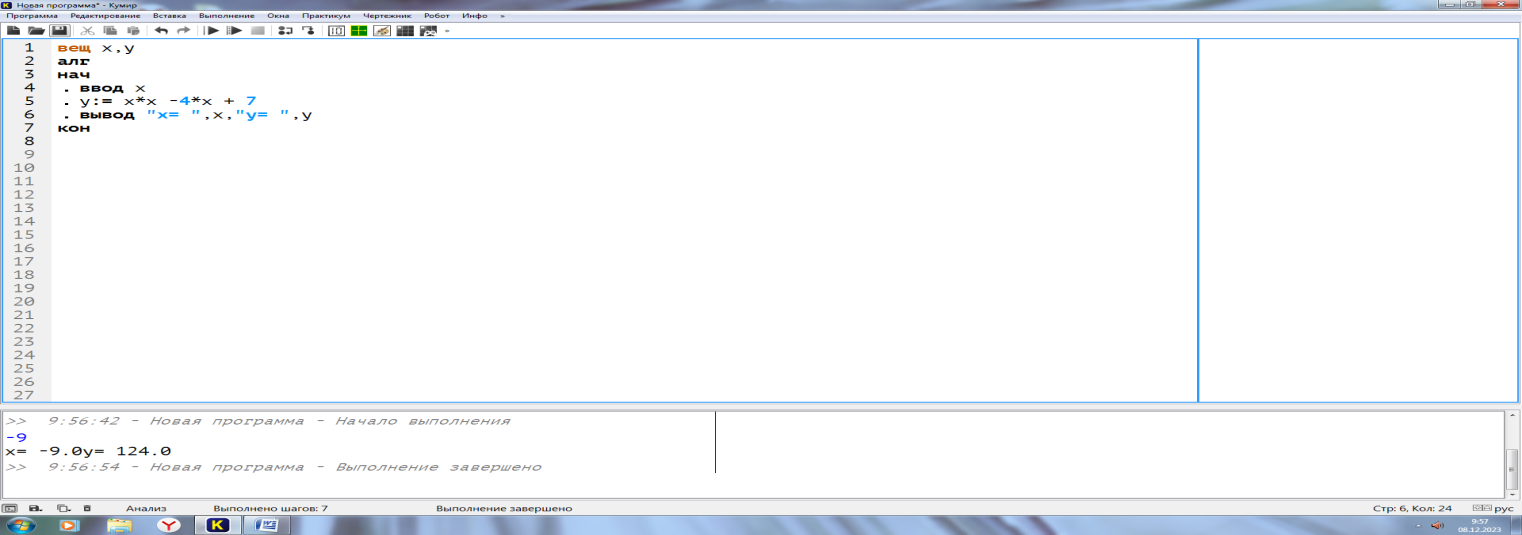 Новая программа* - Кумир
Программа Редактирование Вставка Выполнение Окна Практикум Чертежник Робот Инфо »
1 вещ x,y
2 алг
3 нач
4 . ввод x
5 . y:= x*x -4*x + 7
6 . вывод "x= ",x,"y= ",y
7 кон
8
9
10
11
12
13
14
15
16
17
18
19
20
21
22
23
24
25
26
27
>> 9:56:42 - Новая программа - Начало выполнения
-9
x= -9.0y= 124.0
>> 9:56:54 - Новая программа - Выполнение завершено
Анализ Выполнено шагов: 7 Выполнение завершено Стр: 6, Кол: 24 рус
9:57
08.12.2023